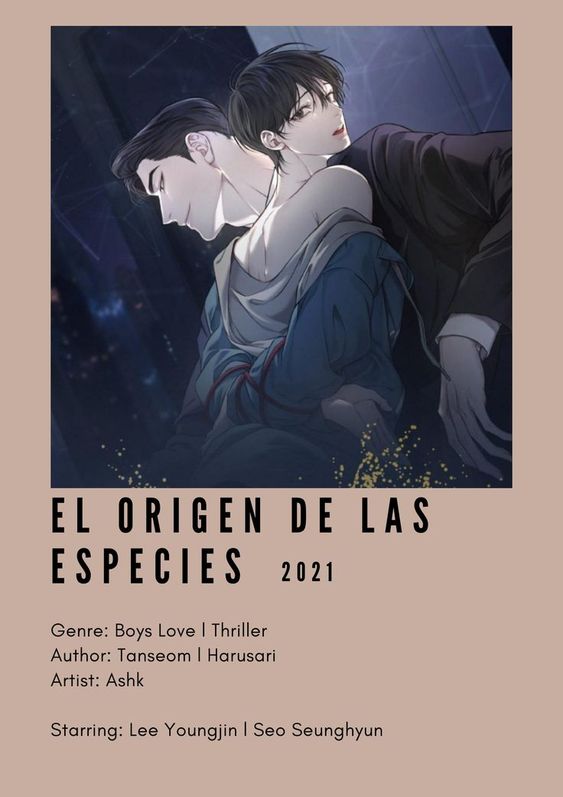 EL ORIGEN DE LAS
ESPECIES 2021
Genre: Boys Love | Thriller
Author: Tanseom | Harusari
Artist: Ashk
Starring: Lee Youngjin | Seo Seunghyun